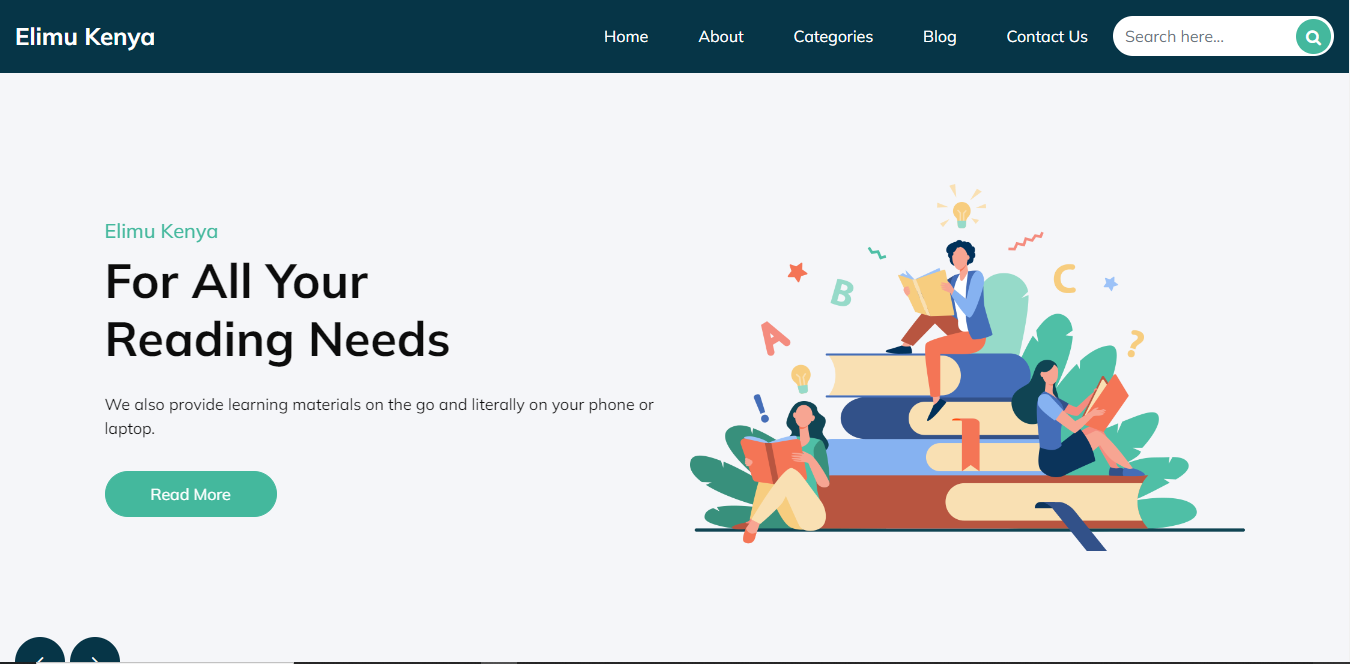 Elimu Kenya
Home About Categories Blog Contact Us Search here...
Elimu Kenya
For All Your
Reading Needs
We also provide learning materials on the go and literally on your phone or
laptop.
Read More
A
B
C
!
?